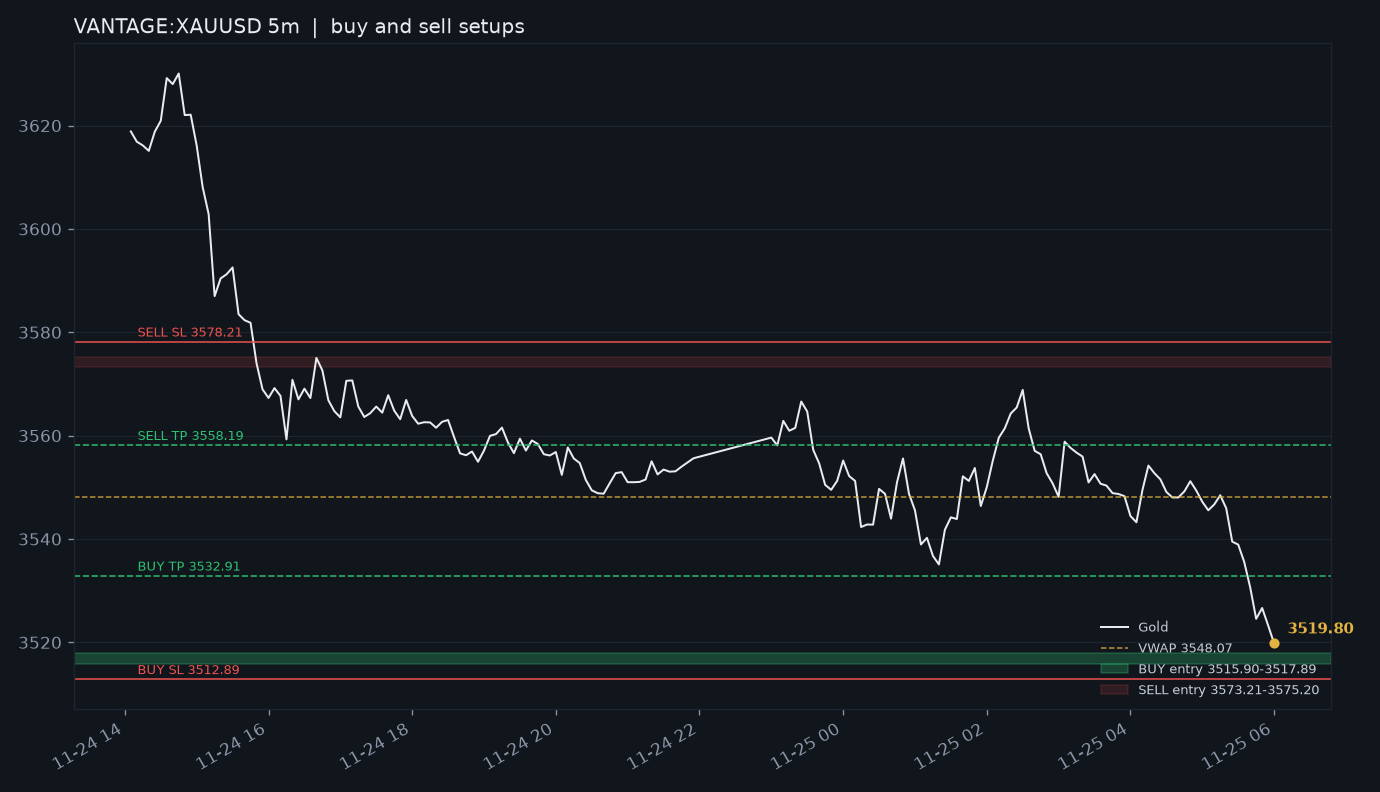 VANTAGE:XAUUSD 5m | buy and sell setups
3620
3600
3580
3560
3540
3520
SELL SL 3578.21
SELL TP 3558.19
BUY TP 3532.91
BUY SL 3512.89
3519.80
Gold
VWAP 3548.07
BUY entry 3515.90-3517.89
SELL entry 3573.21-3575.20
11-24 14
11-24 16
11-24 18
11-24 20
11-24 22
11-25 00
11-25 02
11-25 04
11-25 06